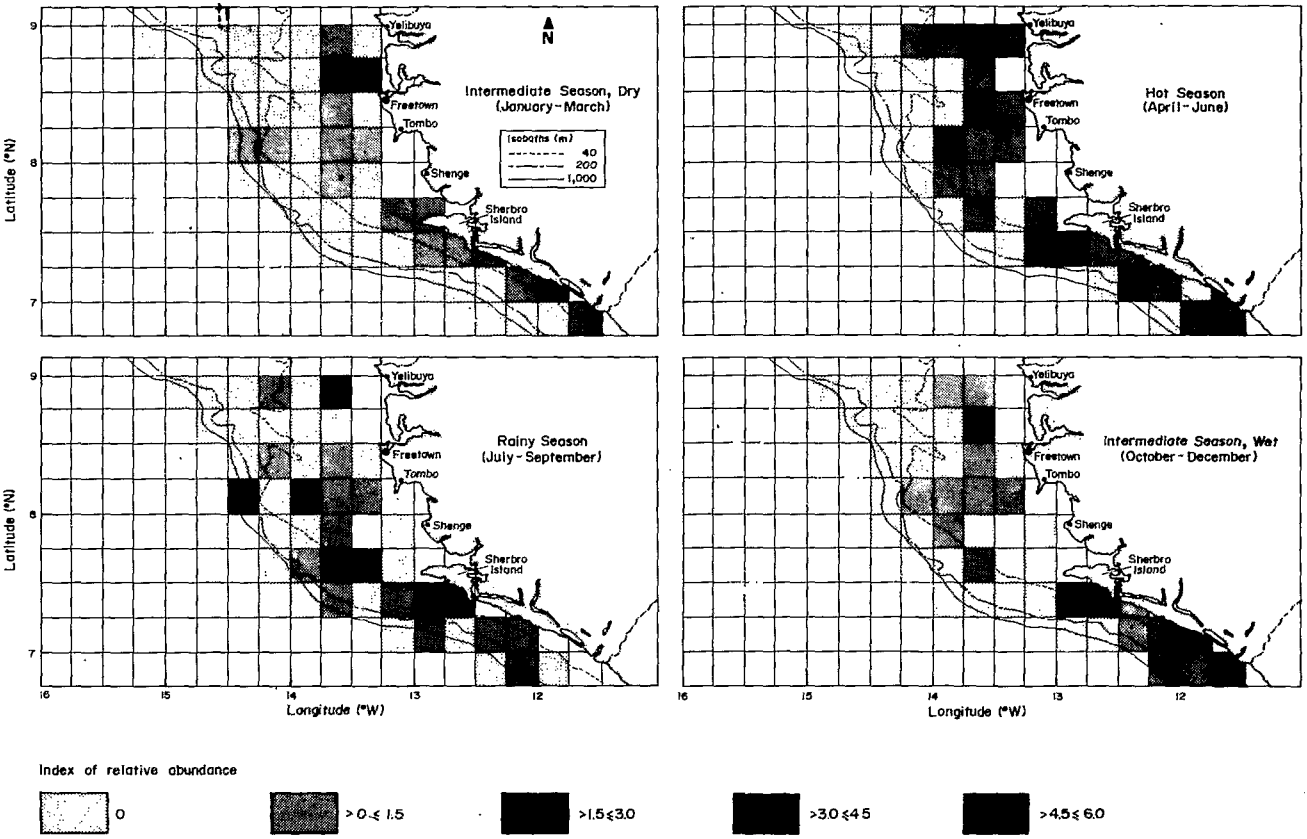 9
Yelibuya
N
Intermediate Season, Dry
(January-March)
Freetown
Tombo
Isobaths (m)
40
200
1,000
8
Shenge
Sherbro
Island
7
Latitude (°N)
Yelibuya
Hot Season
(April-June)
Freetown
Tombo
Shenge
Sherbro
Island
9
Yelibuya
Rainy Season
(July-September)
Freetown
Tombo
8
Shenge
Sherbro
Island
7
Latitude (°N)
16 15 14 13 12
Longitude (°W)
Yelibuya
Intermediate Season, Wet
(October-December)
Freetown
Tombo
Shenge
Sherbro
Island
16 15 14 13 12
Longitude (°W)
Index of relative abundance
0
>0≤ 1.5
>1.5≤3.0
>3.0≤45
>4.5≤ 6.0